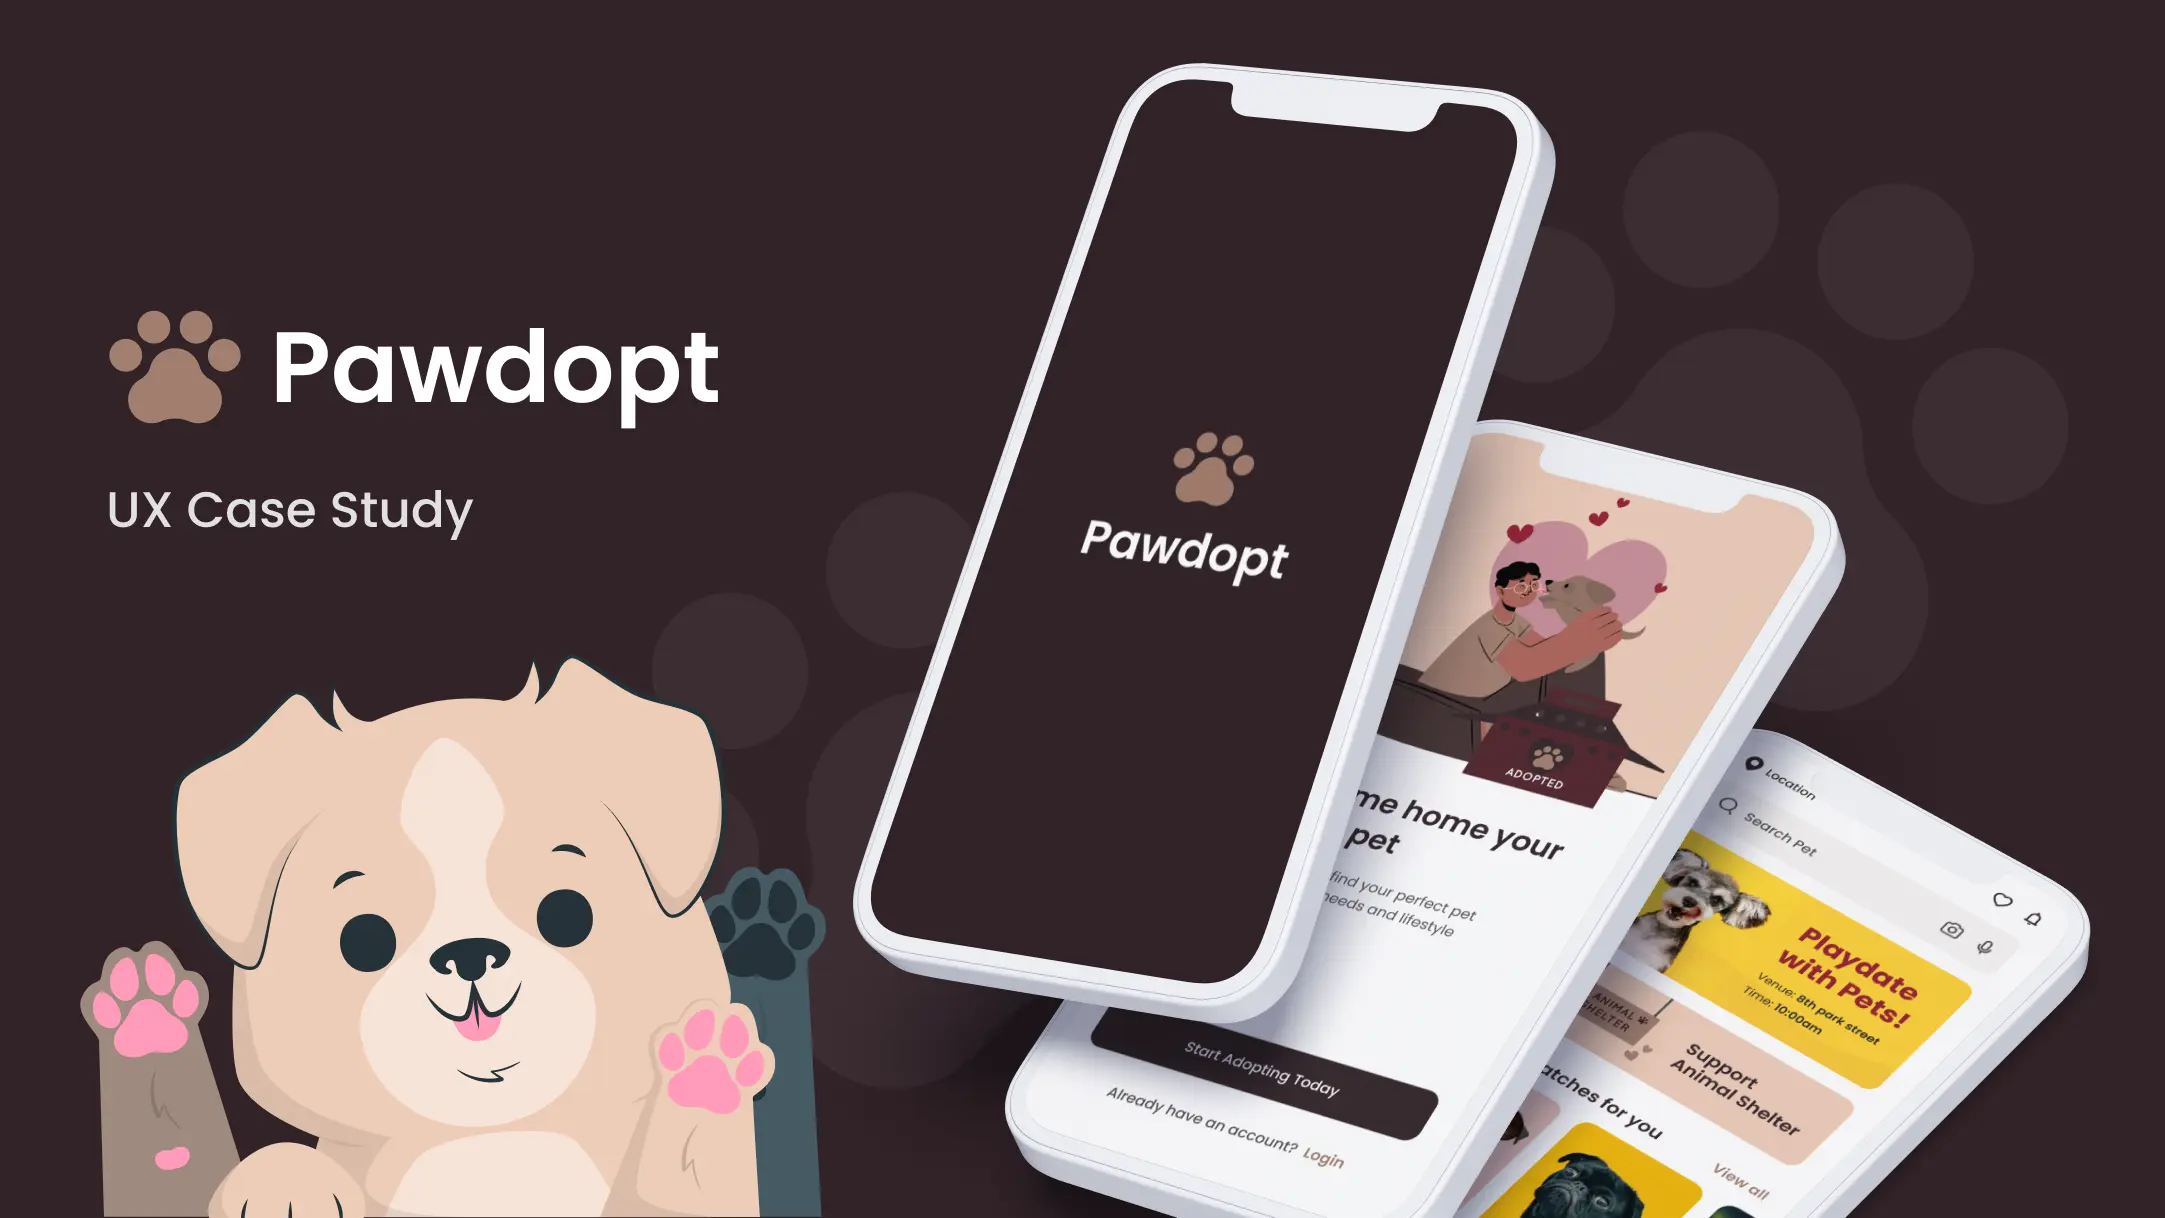 Pawdopt
UX Case Study
Pawdopt
ADOPTED
me home your
pet
find your perfect pet
needs and lifestyle
Start Adopting Today
Already have an account? Login
Location
Search Pet
Playdate
with Pets!
Venue: 8th park street
Time: 10:00am
ANIMAL
SHELTER
Support
Animal Shelter
atches for you
View all